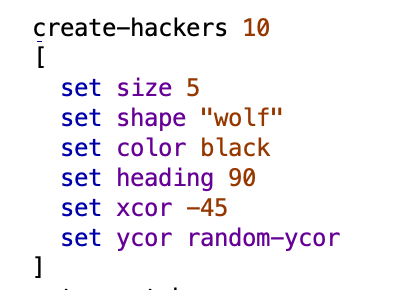 create-hackers 10
[
  set size 5
  set shape "wolf"
  set color black
  set heading 90
  set xcor -45
  set ycor random-ycor
]